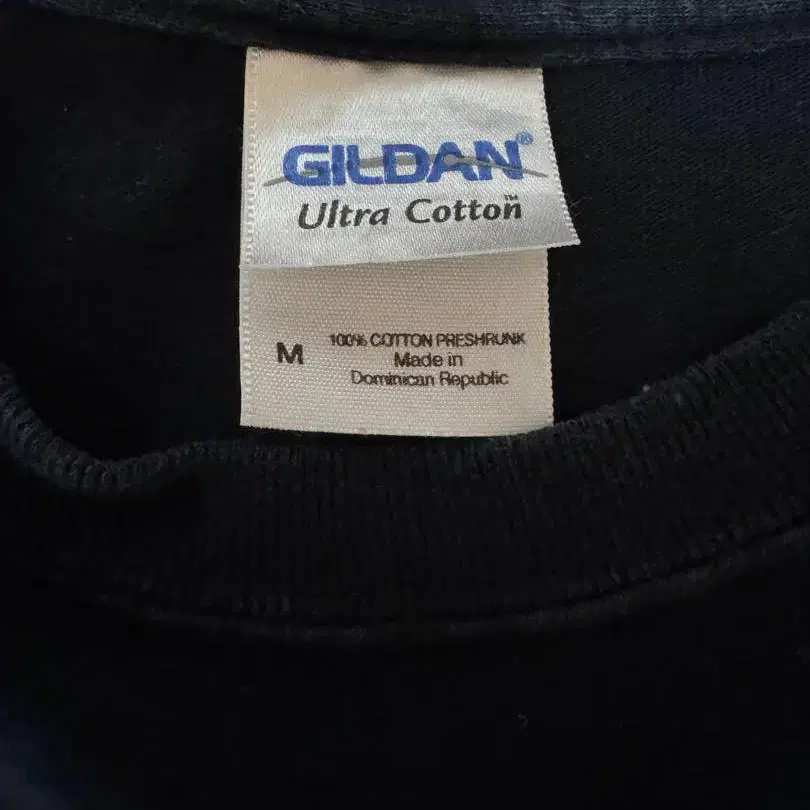 GILDAN®
Ultra Cotton™
M
100% COTTON PRESHRUNK
Made in
Dominican Republic